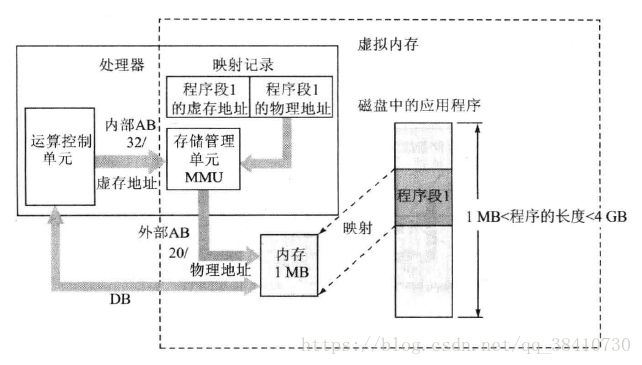 虚拟内存
处理器
映射记录
程序段1
的虚存地址
程序段1
的物理地址
磁盘中的应用程序
运算控制
单元
内部AB
32/
虚存地址
存储管理
单元
MMU
程序段1
1 MB<程序的长度<4 GB
外部AB
20/
物理地址
内存
1 MB
映射
DB
https://blog.csdn.net/qq_38410730